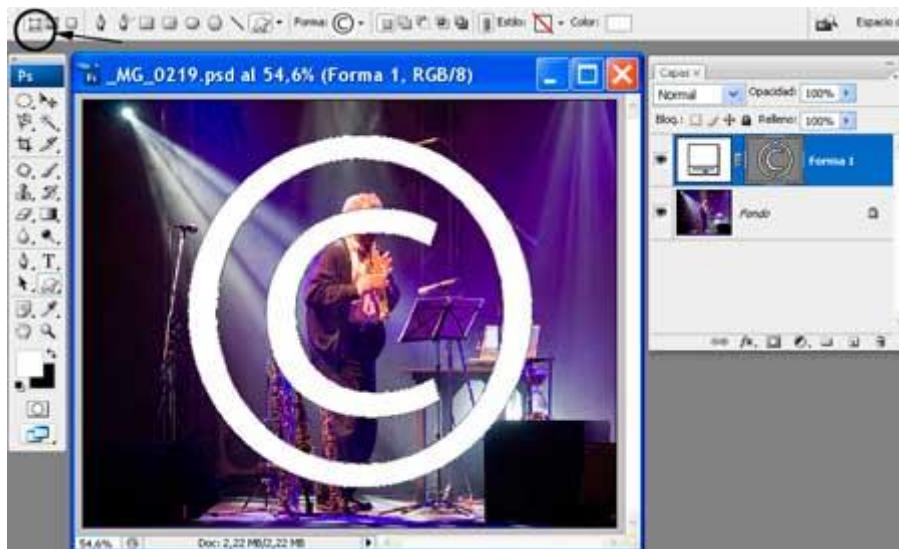 Forma: © Estilo: Color: Espacio
Ps
_MG_0219.psd al 54,6% (Forma 1, RGB/8)
Capas x
Normal Opacidad: 100%
Bloq.: Relleno: 100%
Forma 1
Fondo
T
©
fx.
54,6% Doc: 2,22 MB/2,22 MB